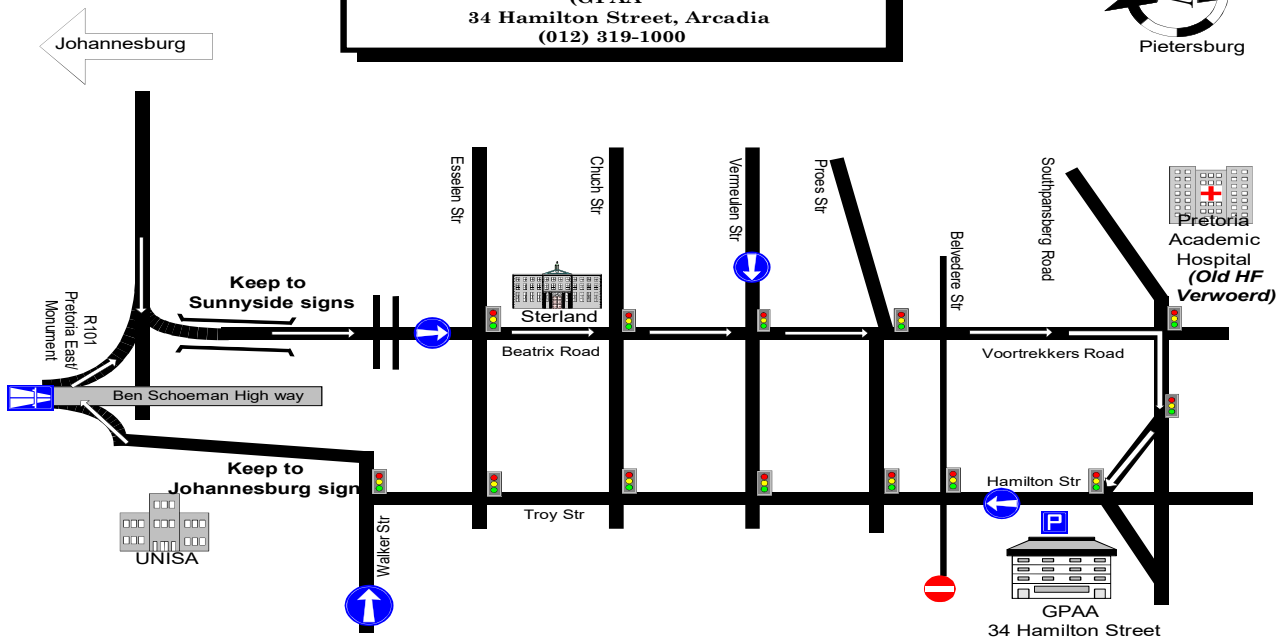 (GPAA
34 Hamilton Street, Arcadia
(012) 319-1000
Johannesburg
Pietersburg
Esselen Str
Chuch Str
Vermeulen Str
Proes Str
Belvedere Str
Southpansberg Road
Pretoria
Academic
Hospital
(Old HF
Verwoerd)
Keep to
Sunnyside signs
R101
Pretoria East/
Monument
Sterland
Beatrix Road
Voortrekkers Road
Ben Schoeman High way
Keep to
Johannesburg sign
Hamilton Str
Troy Str
P
UNISA
Walker Str
GPAA
34 Hamilton Street